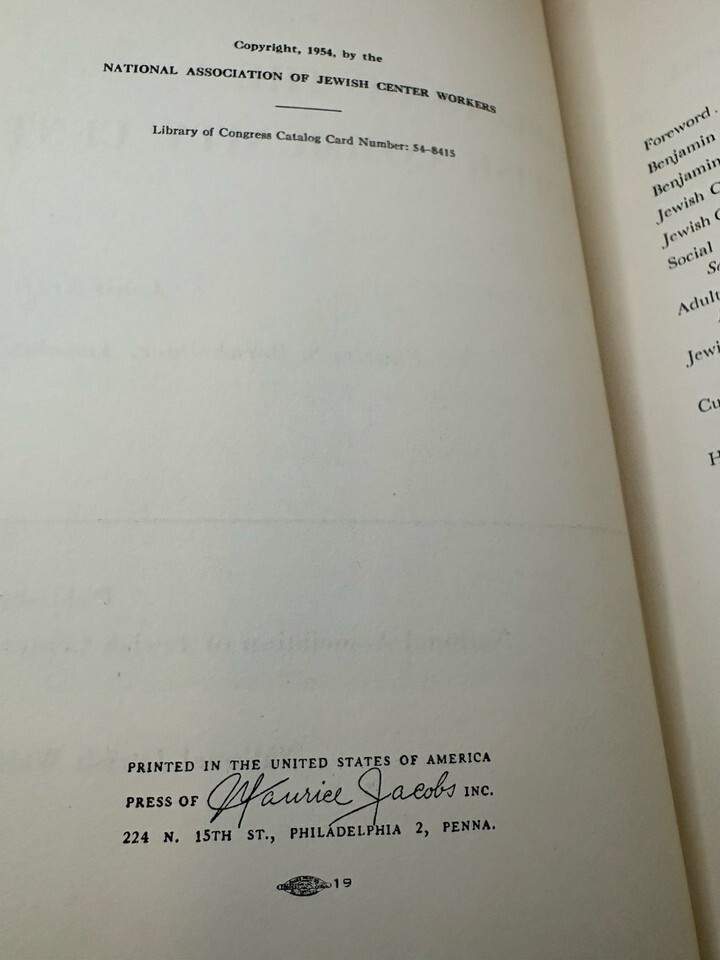 Copyright, 1954, by the
NATIONAL ASSOCIATION OF JEWISH CENTER WORKERS
Library of Congress Catalog Card Number: 54-8415
PRINTED IN THE UNITED STATES OF AMERICA
PRESS OF Maurice Jacobs INC.
224 N. 15TH ST., PHILADELPHIA 2, PENNA.
19
Foreword
Benjamin
Benjamin
Jewish C
Jewish
Social
Adult